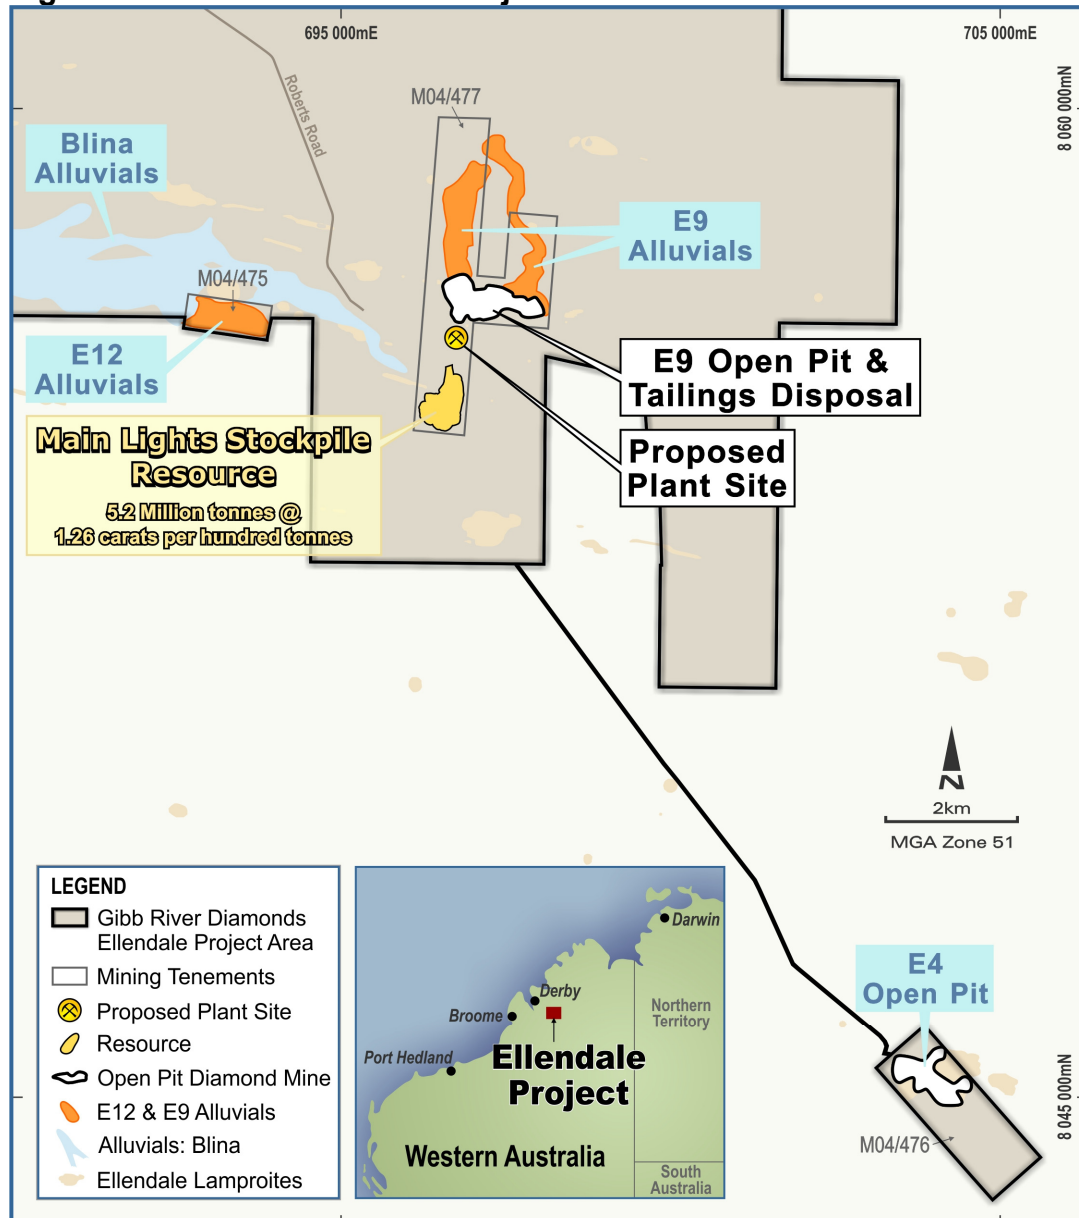 695 000mE
705 000mE
8 060 000mN
Roberts Road
M04/477
Blina
Alluvials
E9
Alluvials
M04/475
E12
Alluvials
E9 Open Pit &
Tailings Disposal
Main Lights Stockpile
Resource
5.2 Million tonnes @
1.26 carats per hundred tonnes
Proposed
Plant Site
N
2km
MGA Zone 51
LEGEND
Gibb River Diamonds
Ellendale Project Area
Mining Tenements
Proposed Plant Site
Resource
Open Pit Diamond Mine
E12 & E9 Alluvials
Alluvials: Blina
Ellendale Lamproites
Darwin
Derby
Broome
Northern
Territory
Port Hedland
Ellendale
Project
Western Australia
South
Australia
E4
Open Pit
M04/476
8 045 000mN